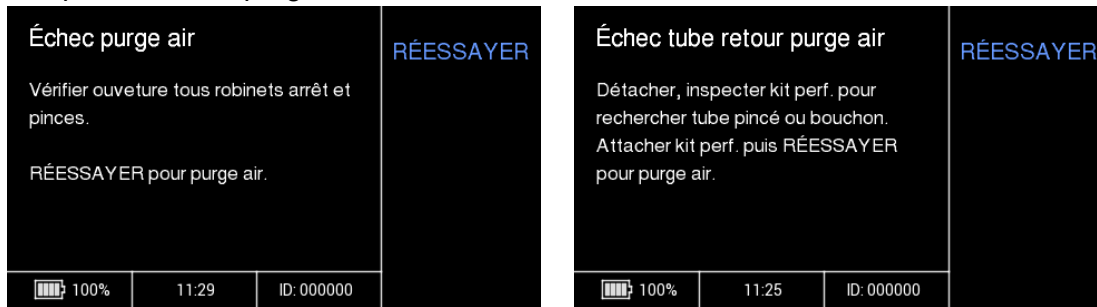 Échec purge air
RÉESSAYER
Vérifier ouveture tous robinets arrêt et
pinces.
RÉESSAYER pour purge air.
100%
11:29
ID: 000000
Échec tube retour purge air
RÉESSAYER
Détacher, inspecter kit perf. pour
rechercher tube pincé ou bouchon.
Attacher kit perf. puis RÉESSAYER
pour purge air.
100%
11:25
ID: 000000